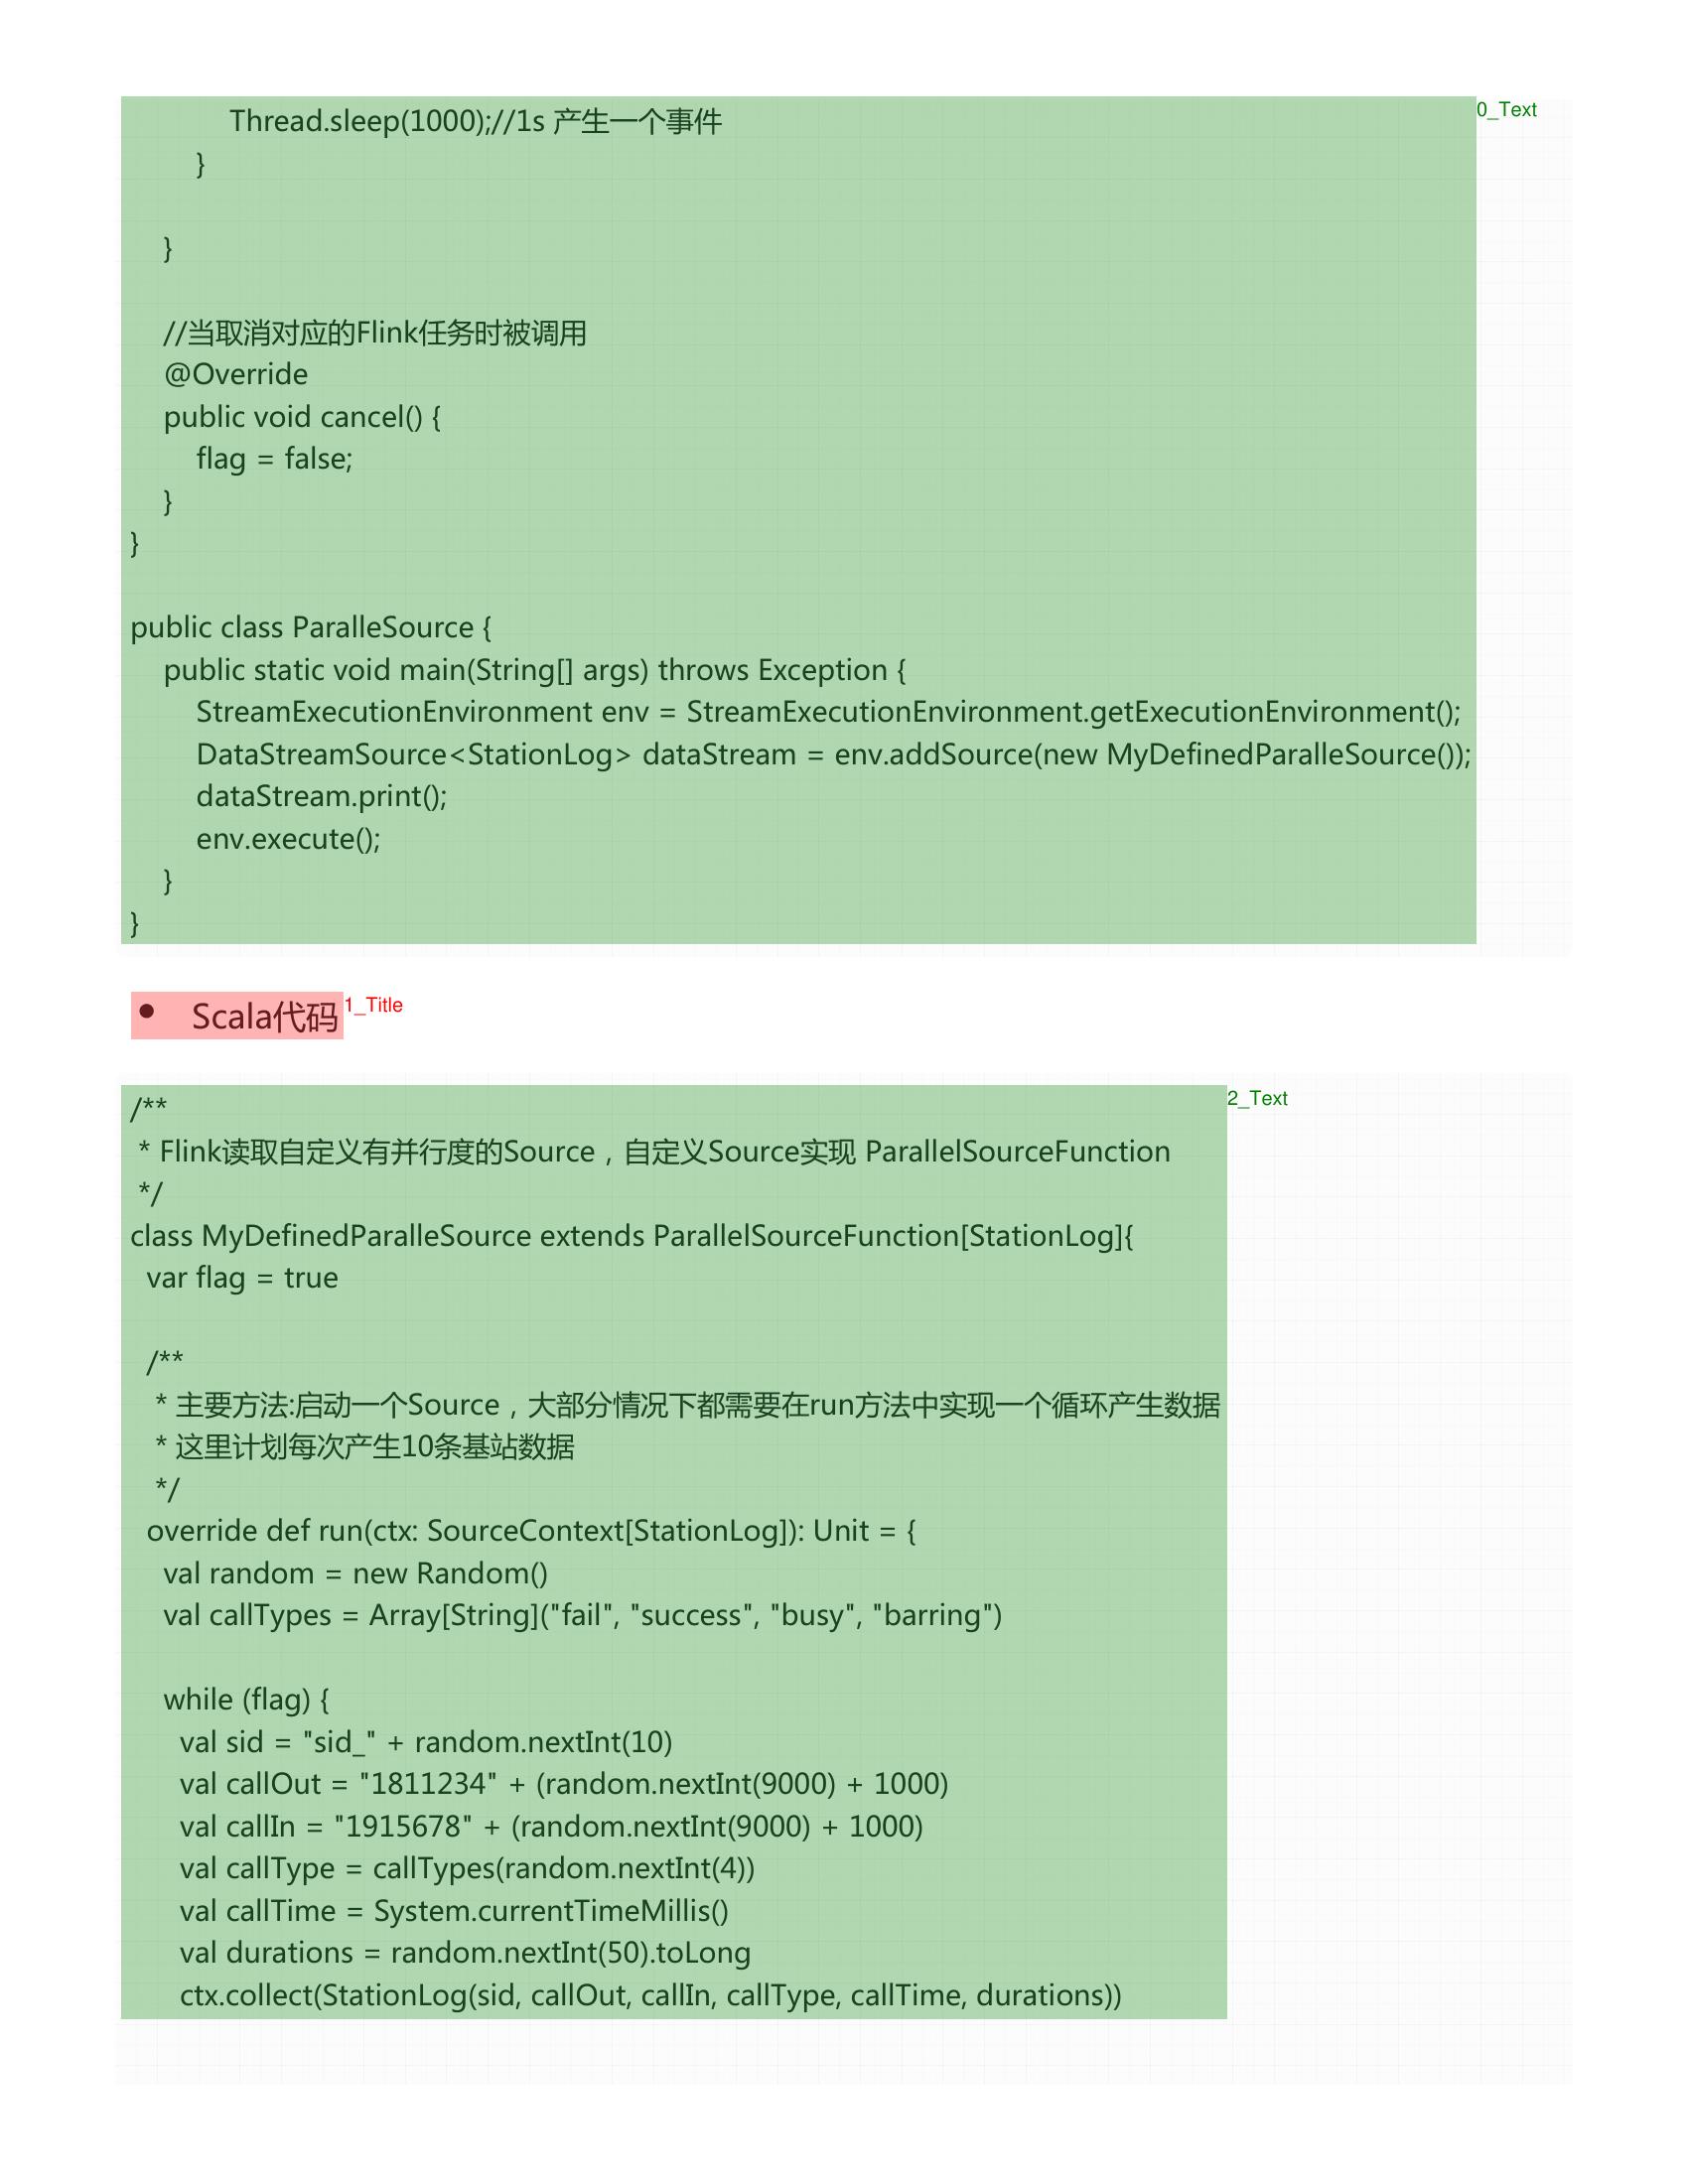 Thread.sleep(1000);//1s 产生一个事件
}
}
//当取消对应的Flink任务时被调用
@Override
public void cancel() {
flag = false;
}
}
public class ParalleSource {
public static void main(String[] args) throws Exception {
StreamExecutionEnvironment env = StreamExecutionEnvironment.getExecutionEnvironment();
DataStreamSource<StationLog> dataStream = env.addSource(new MyDefinedParalleSource());
dataStream.print();
env.execute();
}
}
0_Text
• Scala代码
1_Title
/**
* Flink读取自定义有并行度的Source，自定义Source实现 ParallelSourceFunction
*/
class MyDefinedParalleSource extends ParallelSourceFunction[StationLog]{
var flag = true
/**
* 主要方法:启动一个Source，大部分情况下都需要在run方法中实现一个循环产生数据
* 这里计划每次产生10条基站数据
*/
override def run(ctx: SourceContext[StationLog]): Unit = {
val random = new Random()
val callTypes = Array[String]("fail", "success", "busy", "barring")
while (flag) {
val sid = "sid_" + random.nextInt(10)
val callOut = "1811234" + (random.nextInt(9000) + 1000)
val callIn = "1915678" + (random.nextInt(9000) + 1000)
val callType = callTypes(random.nextInt(4))
val callTime = System.currentTimeMillis()
val durations = random.nextInt(50).toLong
ctx.collect(StationLog(sid, callOut, callIn, callType, callTime, durations))
2_Text